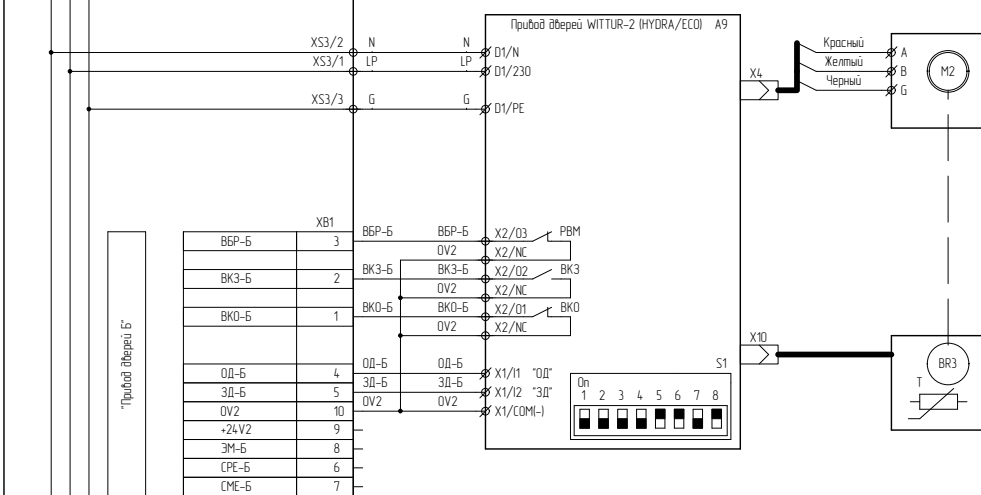 Привод дверей WITTUR-2 (HYDRA/ECO) A9
XS3/2 N N D1/N
XS3/1 LP LP D1/230
XS3/3 G G D1/PE
X4
Красный A
Желтый B
Черный G
M2
XB1
"Привод дверей Б"
ВБР-Б 3 ВБР-Б ВБР-Б X2/O3 РВМ
0V2 X2/NC
ВКЗ-Б 2 ВКЗ-Б ВКЗ-Б X2/O2 ВКЗ
0V2 X2/NC
ВКО-Б 1 ВКО-Б ВКО-Б X2/O1 ВКО
0V2 X2/NC
ОД-Б 4 ОД-Б ОД-Б X1/I1 "ОД"
ЗД-Б 5 ЗД-Б ЗД-Б X1/I2 "ЗД"
0V2 10 0V2 0V2 X1/COM(-)
+24V2 9
ЭМ-Б 8
СРЕ-Б 6
СМЕ-Б 7
S1
On
1 2 3 4 5 6 7 8
X10
BR3
T